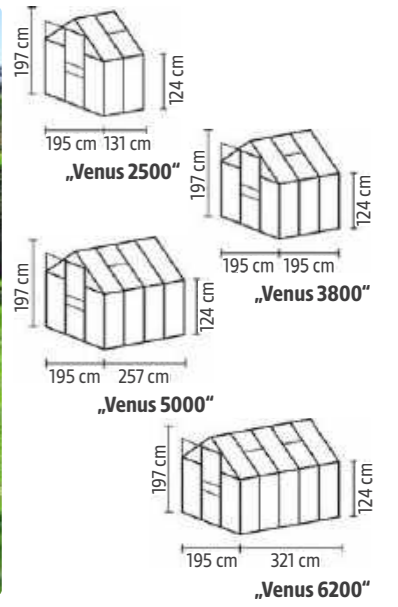 197 cm
124 cm
195 cm 131 cm
„Venus 2500“
197 cm
124 cm
195 cm 195 cm
„Venus 3800“
197 cm
124 cm
195 cm 257 cm
„Venus 5000“
197 cm
124 cm
195 cm 321 cm
„Venus 6200“